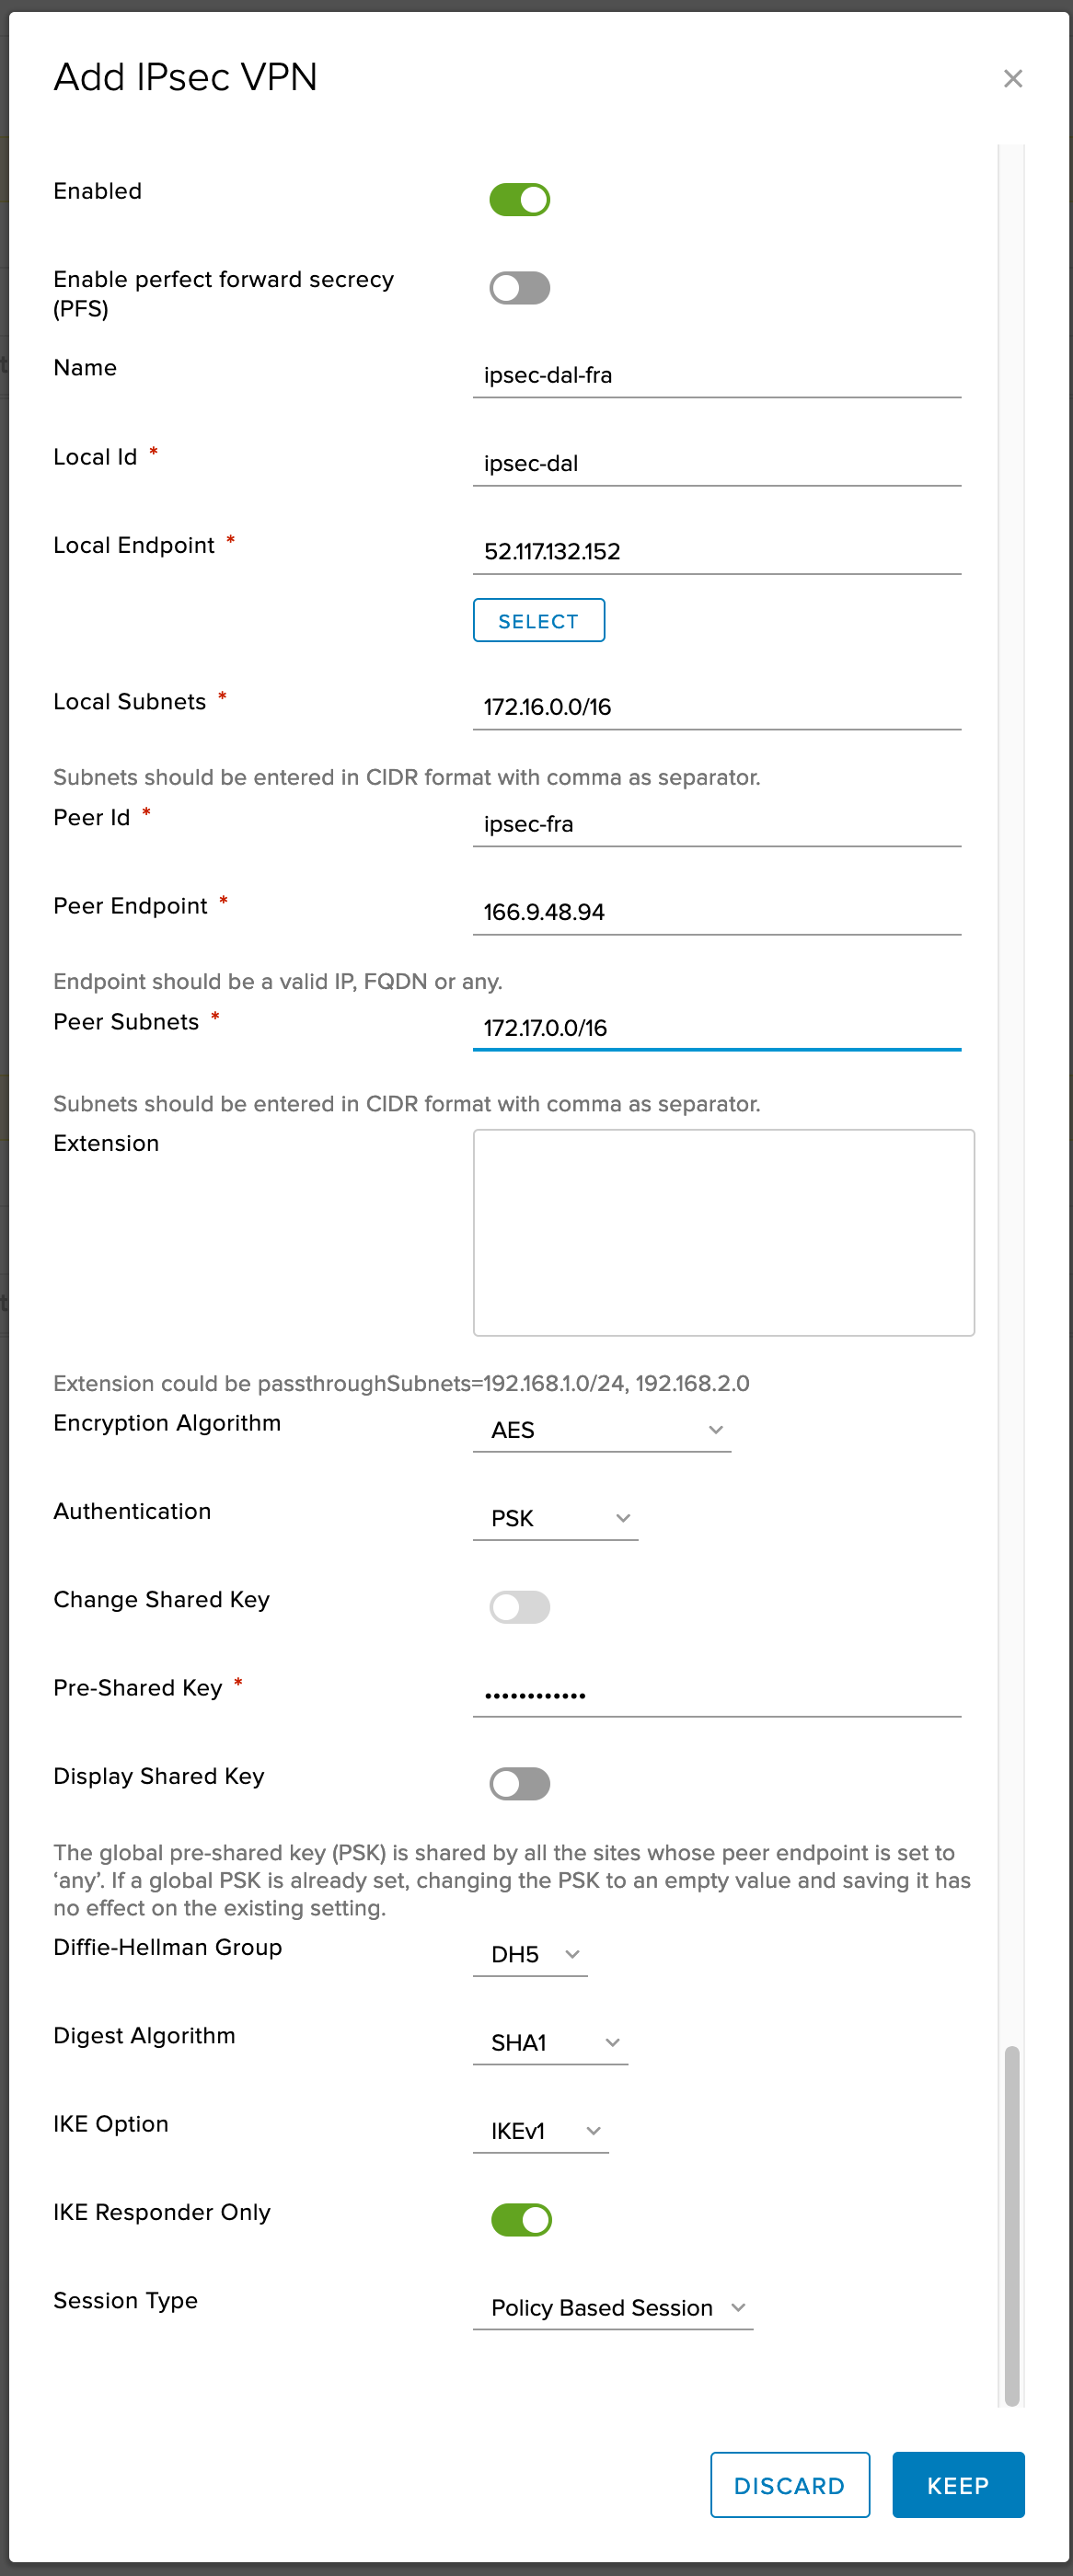 Add IPsec VPN
Enabled
Enable perfect forward secrecy
(PFS)
Name
ipsec-dal-fra
Local Id *
ipsec-dal
Local Endpoint *
52.117.132.152
SELECT
Local Subnets *
172.16.0.0/16
Subnets should be entered in CIDR format with comma as separator.
Peer Id *
ipsec-fra
Peer Endpoint *
166.9.48.94
Endpoint should be a valid IP, FQDN or any.
Peer Subnets *
172.17.0.0/16
Subnets should be entered in CIDR format with comma as separator.
Extension
Extension could be passthroughSubnets=192.168.1.0/24, 192.168.2.0
Encryption Algorithm
AES
Authentication
PSK
Change Shared Key
Pre-Shared Key *
••••••••••••
Display Shared Key
The global pre-shared key (PSK) is shared by all the sites whose peer endpoint is set to
‘any’. If a global PSK is already set, changing the PSK to an empty value and saving it has
no effect on the existing setting.
Diffie-Hellman Group
DH5
Digest Algorithm
SHA1
IKE Option
IKEv1
IKE Responder Only
Session Type
Policy Based Session
DISCARD
KEEP